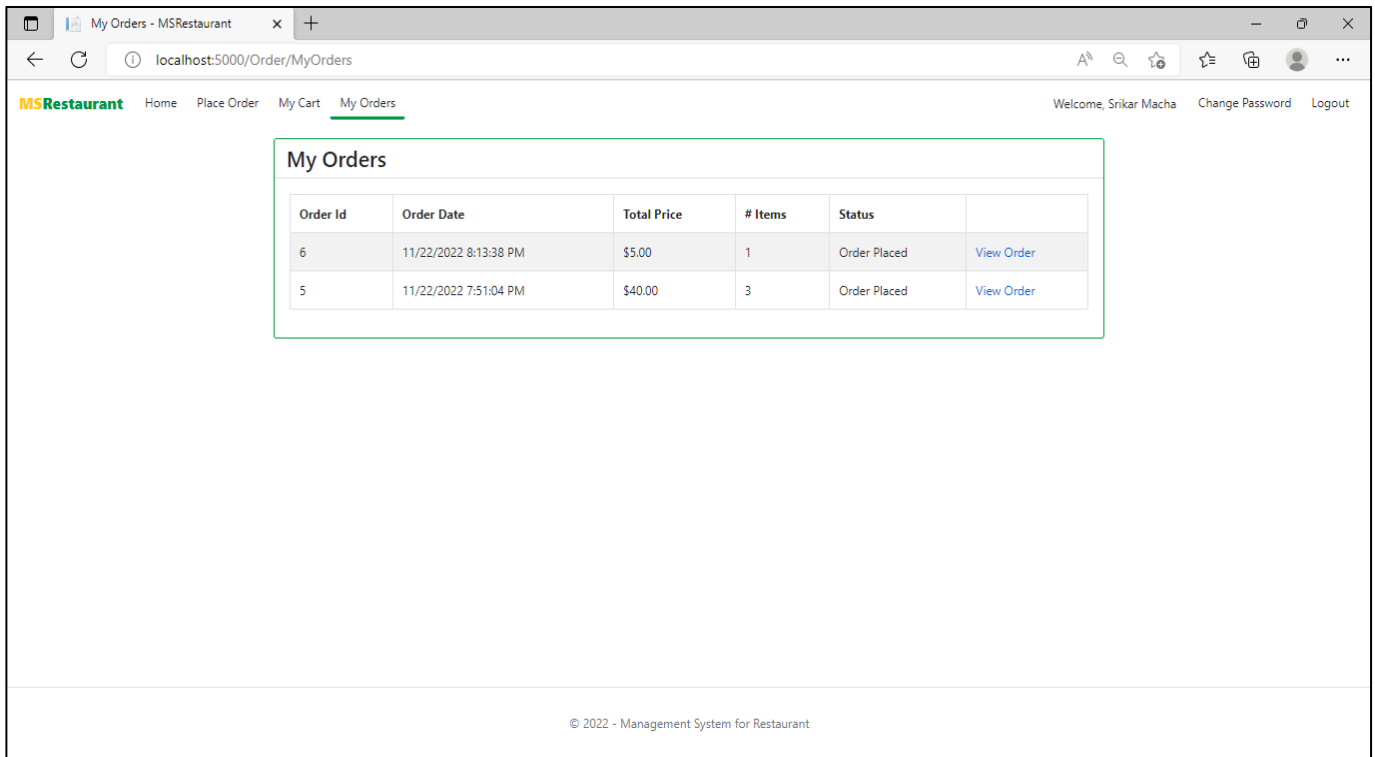 My Orders - MSRestaurant
localhost:5000/Order/MyOrders
MSRestaurant Home Place Order My Cart My Orders Welcome, Srikar Macha Change Password Logout
My Orders
Order Id Order Date Total Price # Items Status
6 11/22/2022 8:13:38 PM $5.00 1 Order Placed View Order
5 11/22/2022 7:51:04 PM $40.00 3 Order Placed View Order
© 2022 - Management System for Restaurant